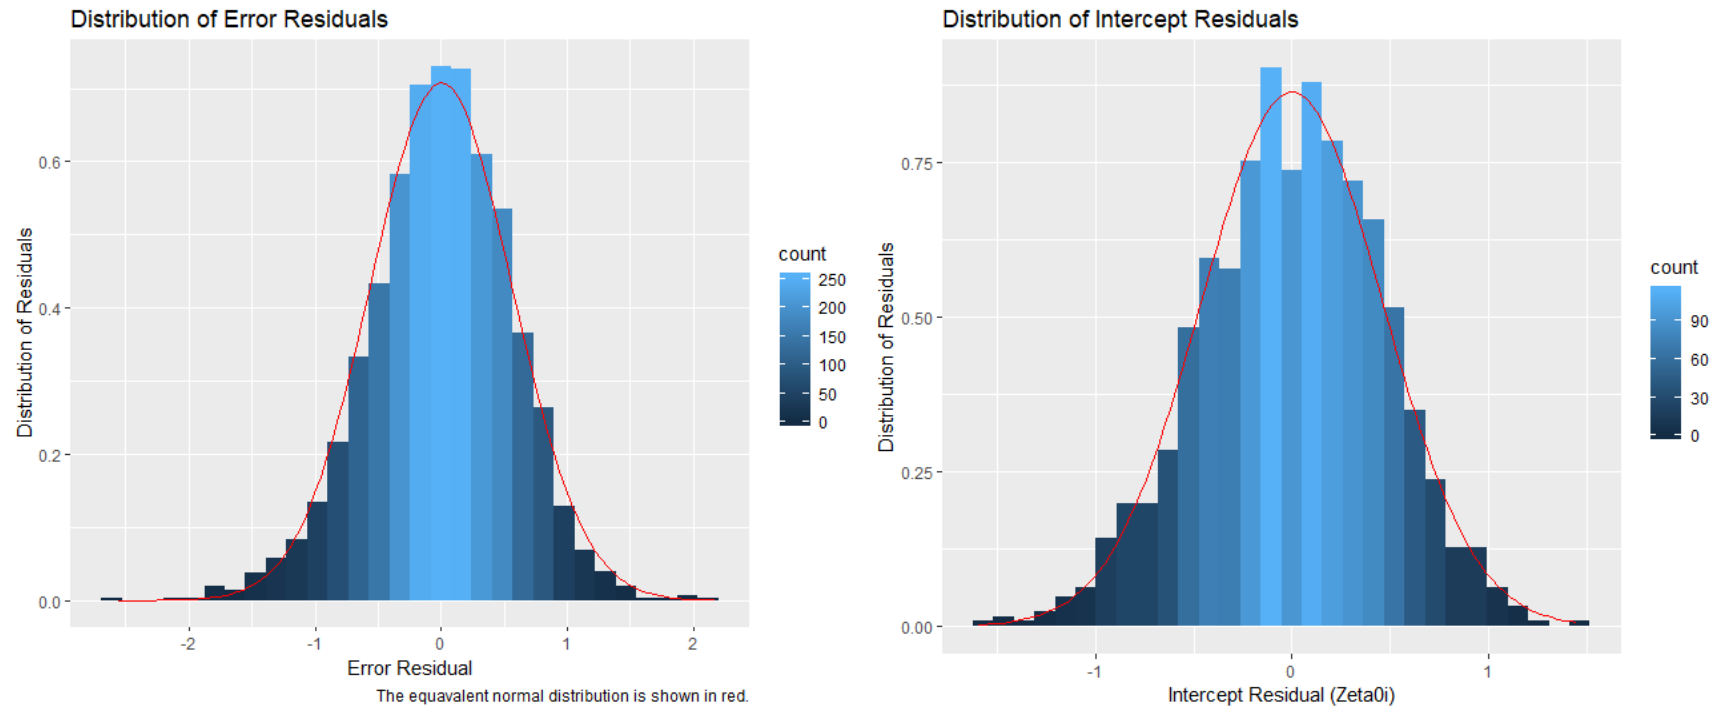 Distribution of Error Residuals
Distribution of Residuals
0.6
0.4
0.2
0.0
-2
-1
0
1
2
Error Residual
The equavalent normal distribution is shown in red.
count
250
200
150
100
50
0
Distribution of Intercept Residuals
Distribution of Residuals
0.75
0.50
0.25
0.00
-1
0
1
Intercept Residual (Zeta0i)
count
90
60
30
0